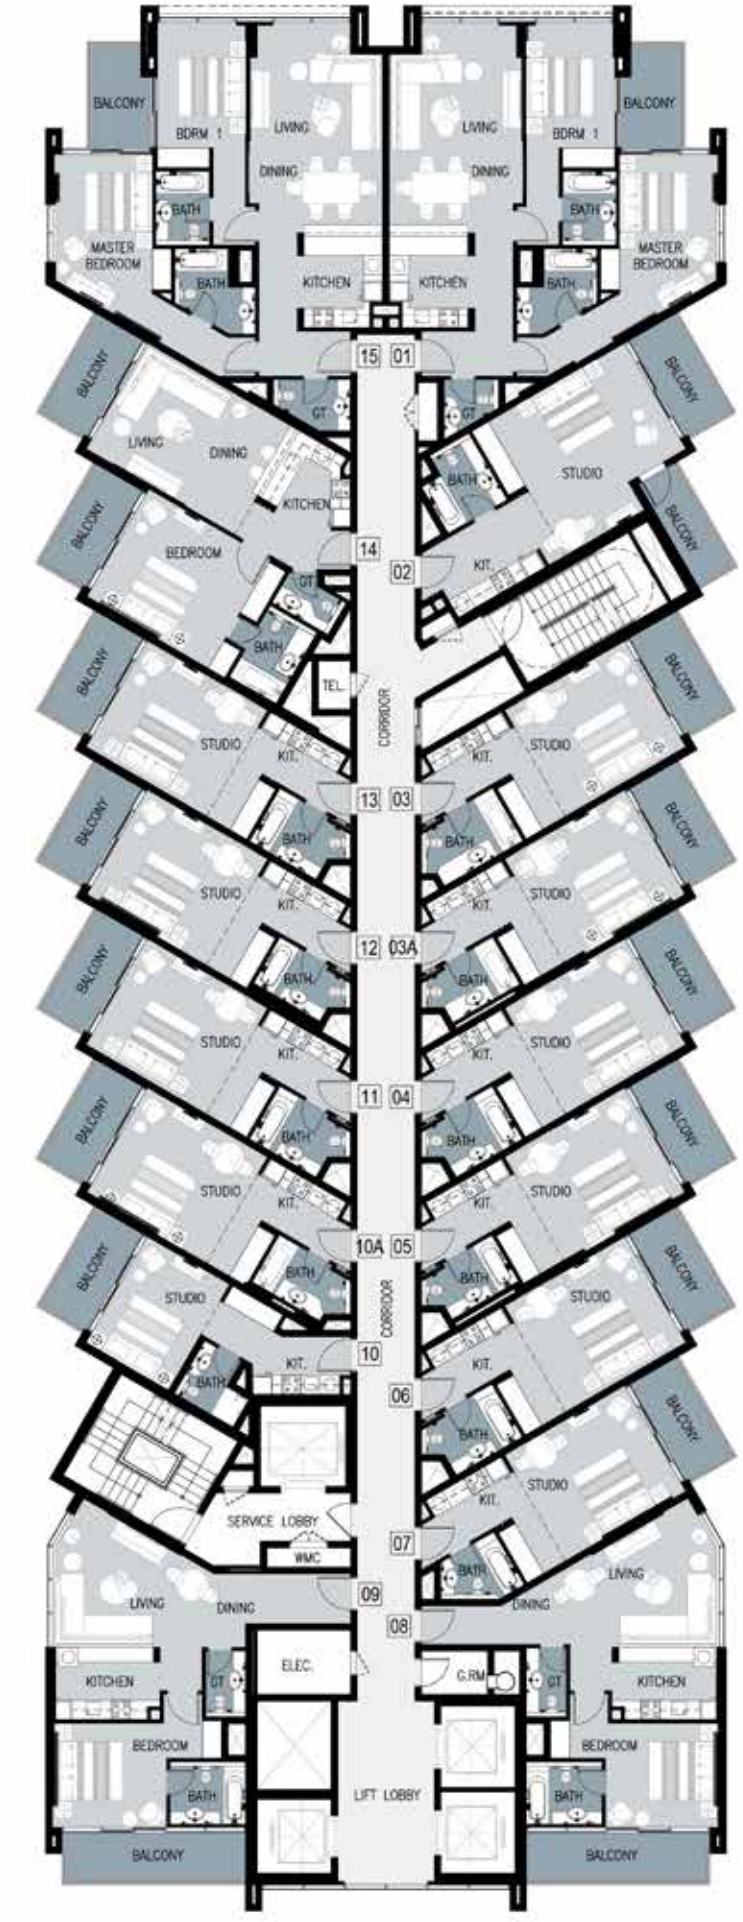 BALCONY
BDRM 1
LIVING
LIVING
BDRM 1
BALCONY
DINING
DINING
BATH
BATH
MASTER
BEDROOM
MASTER
BEDROOM
BATH
KITCHEN
KITCHEN
BATH
15
01
BALCONY
BALCONY
GT
GT
LIVING
DINING
STUDIO
BATH
KITCHEN
BALCONY
BALCONY
BEDROOM
14
02
KIT.
GT
BATH
TEL.
CORRIDOR
BALCONY
BALCONY
STUDIO
KIT.
KIT.
STUDIO
13
03
BALCONY
BALCONY
BATH
BATH
STUDIO
KIT.
KIT.
STUDIO
12
03A
BALCONY
BALCONY
BATH
BATH
STUDIO
KIT.
KIT.
STUDIO
11
04
BALCONY
BALCONY
BATH
BATH
STUDIO
KIT.
KIT.
STUDIO
10A
05
BALCONY
BALCONY
BATH
BATH
STUDIO
CORRIDOR
STUDIO
10
KIT.
KIT.
BATH
06
BALCONY
BATH
STUDIO
KIT.
SERVICE LOBBY
WMC
07
BATH
LIVING
09
LIVING
DINING
DINING
08
ELEC.
G.RM
KITCHEN
GT
GT
KITCHEN
BEDROOM
BEDROOM
BATH
LIFT LOBBY
BATH
BALCONY
BALCONY